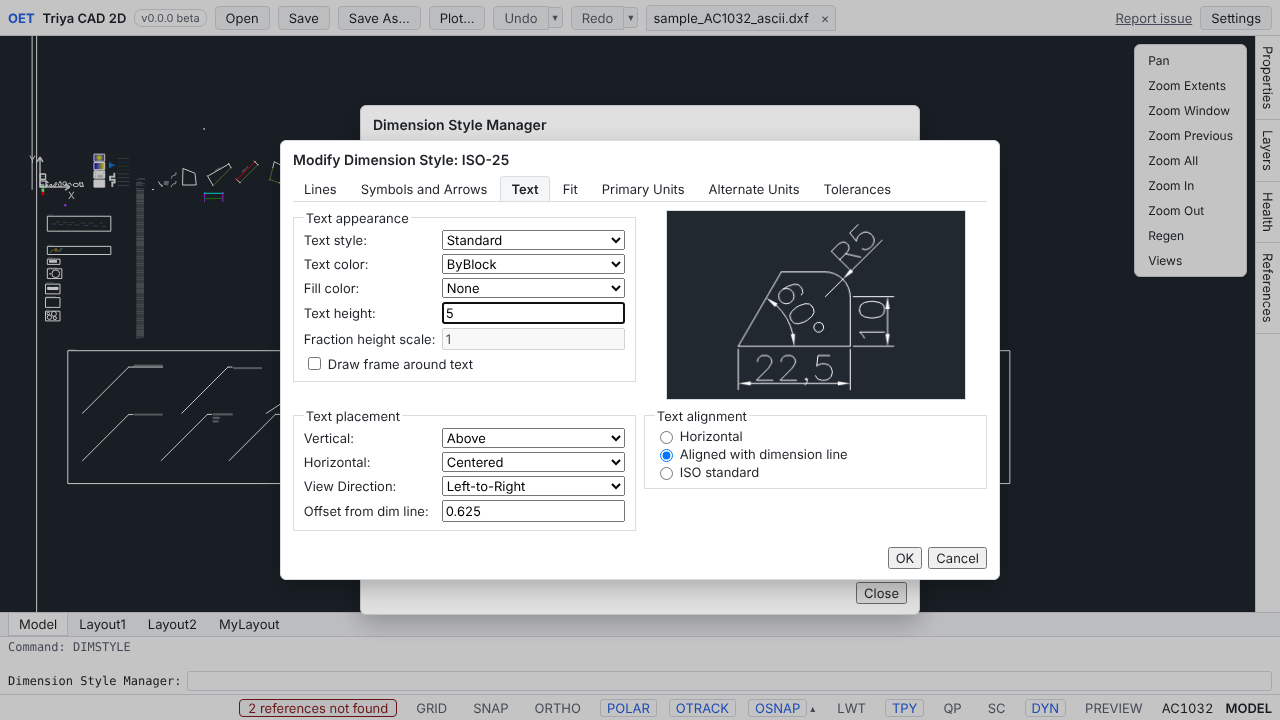 OET Triya CAD 2D v0.0.0 beta Open Save Save As... Plot... Undo ▾ Redo ▾ sample_AC1032_ascii.dxf × Report issue Settings
Pan
Zoom Extents
Zoom Window
Zoom Previous
Zoom All
Zoom In
Zoom Out
Regen
Views
Properties
Layers
Health
References
Y
X
Dimension Style Manager
Modify Dimension Style: ISO-25
Lines Symbols and Arrows Text Fit Primary Units Alternate Units Tolerances
Text appearance
Text style: Standard
Text color: ByBlock
Fill color: None
Text height: 5
Fraction height scale: 1
Draw frame around text
R5
60°
10
22,5
Text placement
Vertical: Above
Horizontal: Centered
View Direction: Left-to-Right
Offset from dim line: 0.625
Text alignment
Horizontal
Aligned with dimension line
ISO standard
OK Cancel
Close
Model Layout1 Layout2 MyLayout
Command: DIMSTYLE
Dimension Style Manager:
2 references not found GRID SNAP ORTHO POLAR OTRACK OSNAP ▴ LWT TPY QP SC DYN PREVIEW AC1032 MODEL